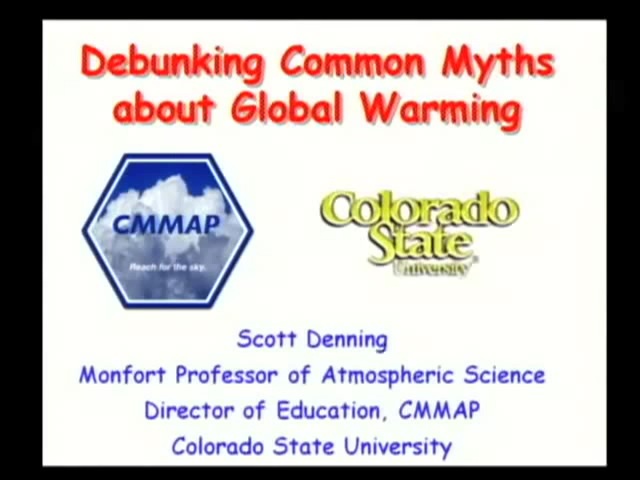 Debunking Common Myths
about Global Warming
CMMAP
Reach for the sky.
Colorado
State
University
Scott Denning
Monfort Professor of Atmospheric Science
Director of Education, CMMAP
Colorado State University